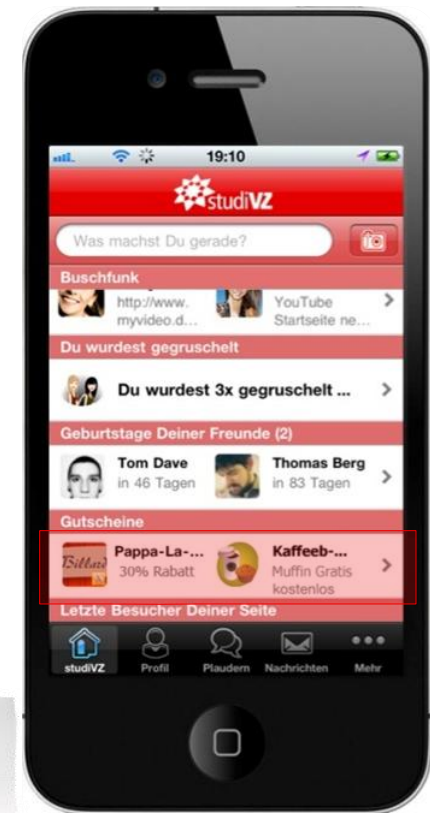 19:10
studiVZ
Was machst Du gerade?
Buschfunk
http://www. YouTube
myvideo.d... Startseite ne...
Du wurdest gegruschelt
Du wurdest 3x gegruschelt ...
Geburtstage Deiner Freunde (2)
Tom Dave Thomas Berg
in 46 Tagen in 83 Tagen
Gutscheine
Billard Pappa-La-... Kaffeeb-...
30% Rabatt Muffin Gratis
kostenlos
Letzte Besucher Deiner Seite
studiVZ Profil Plaudern Nachrichten Mehr